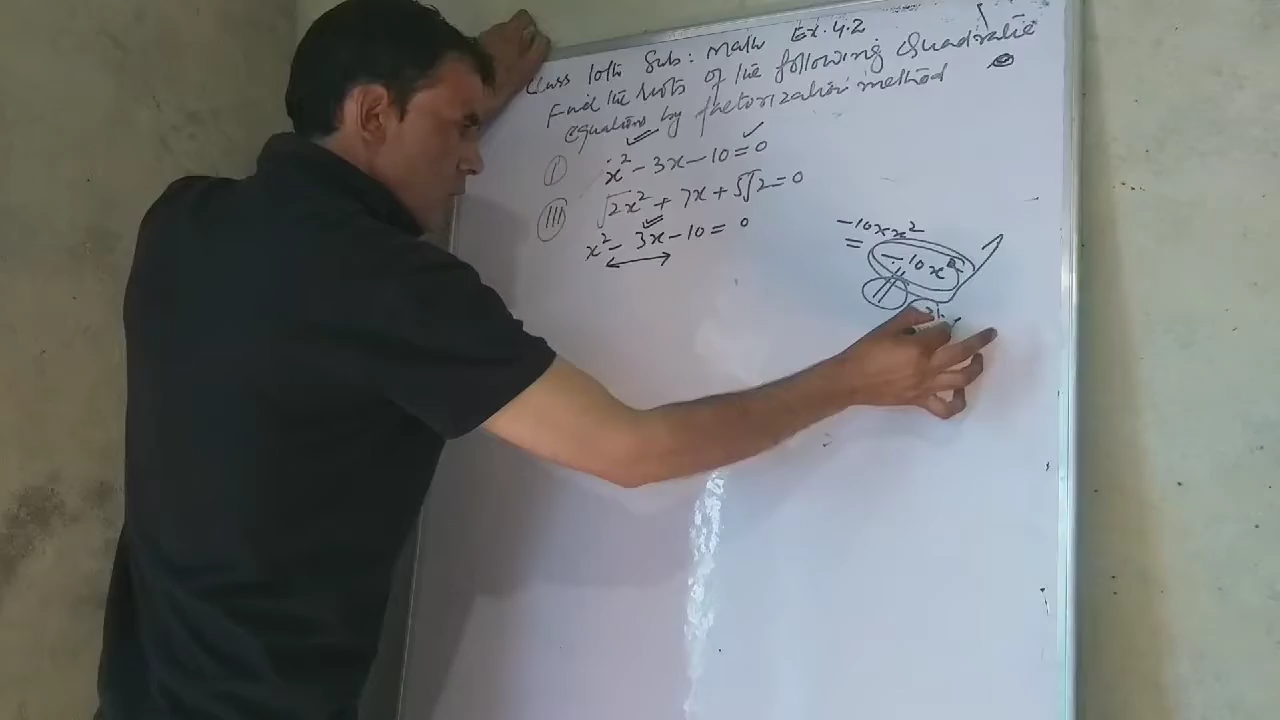 Class 10th Sub: Math Ex. 4.2
Find the roots of the following Quadratic
equations by factorization method
(I) x² - 3x - 10 = 0
(III) √2x² + 7x + 5√2 = 0
x² - 3x - 10 = 0
-10 x x²
= -10x²